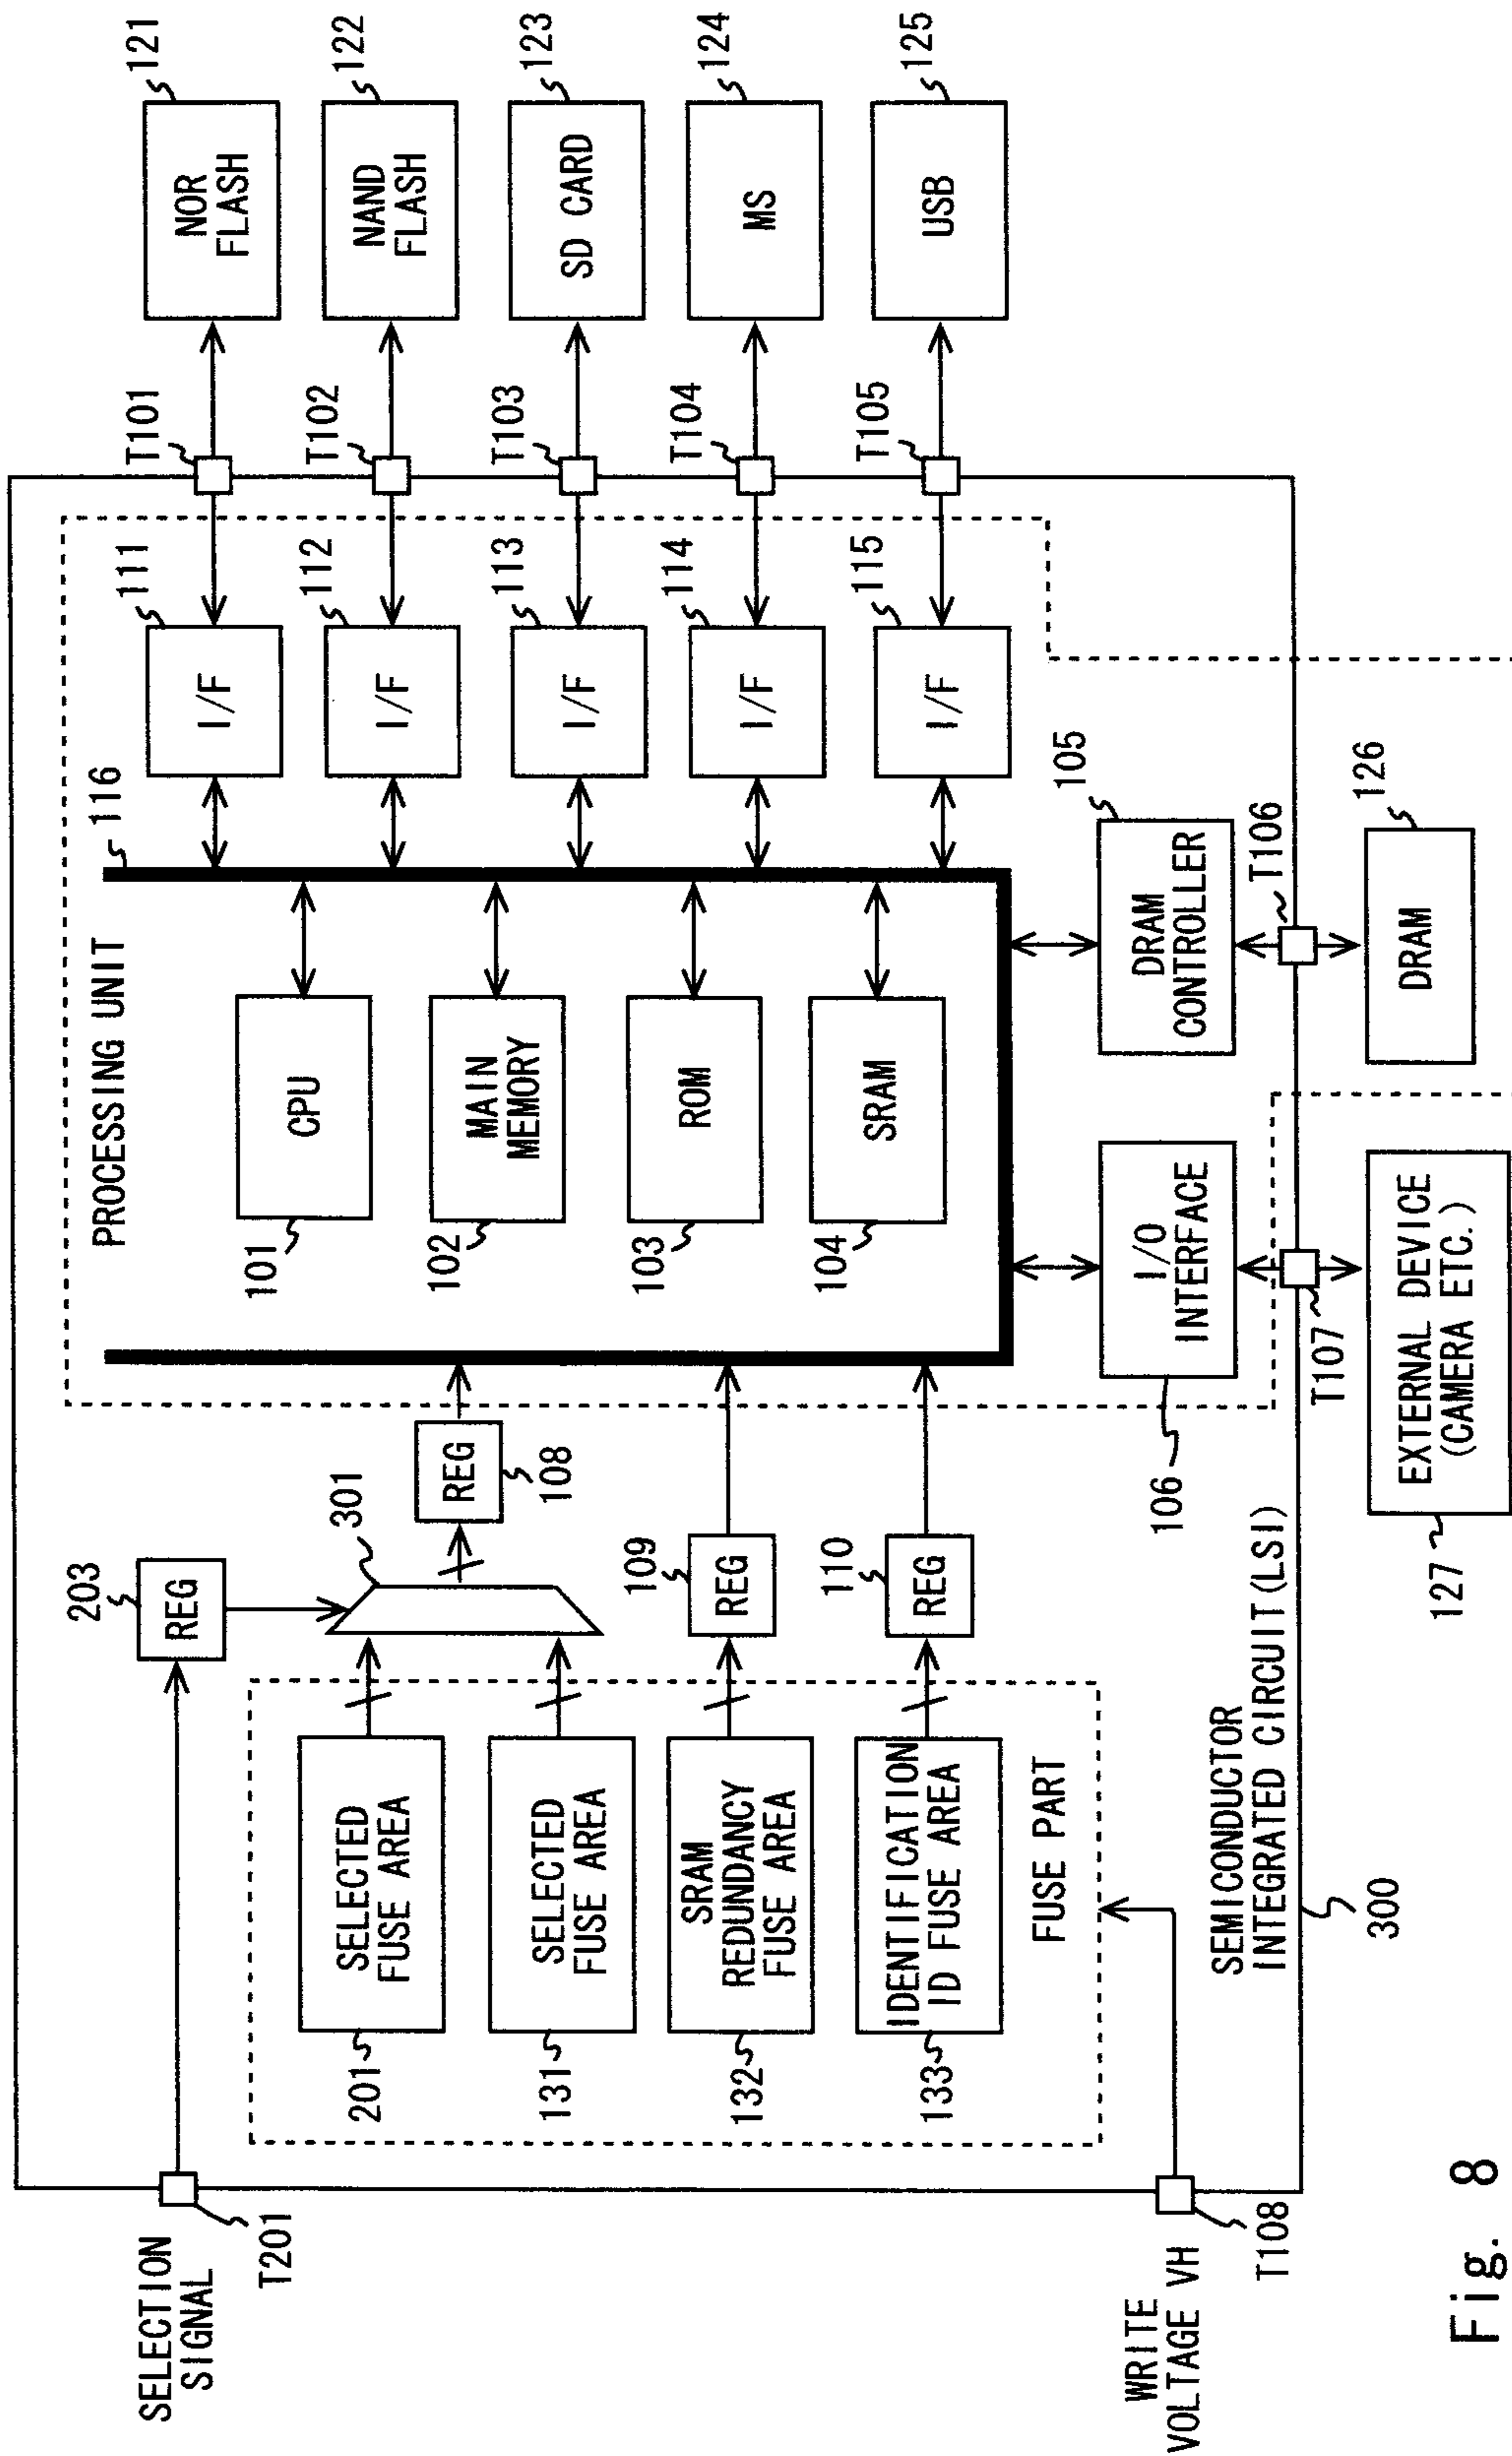 SELECTION
SIGNAL
T201
203
REG
301
REG
108
SELECTED
FUSE AREA
201
SELECTED
FUSE AREA
131
SRAM
REDUNDANCY
FUSE AREA
132
IDENTIFICATION
ID FUSE AREA
133
FUSE PART
109
REG
110
REG
WRITE
VOLTAGE VH
T108
PROCESSING UNIT
116
CPU
101
MAIN
MEMORY
102
ROM
103
SRAM
104
111
I/F
112
I/F
113
I/F
114
I/F
115
I/F
T101
T102
T103
T104
T105
NOR
FLASH
121
NAND
FLASH
122
SD CARD
123
MS
124
USB
125
I/O
INTERFACE
106
DRAM
CONTROLLER
105
T107
T106
EXTERNAL DEVICE
(CAMERA ETC.)
127
DRAM
126
SEMICONDUCTOR
INTEGRATED CIRCUIT(LSI)
300
Fig. 8